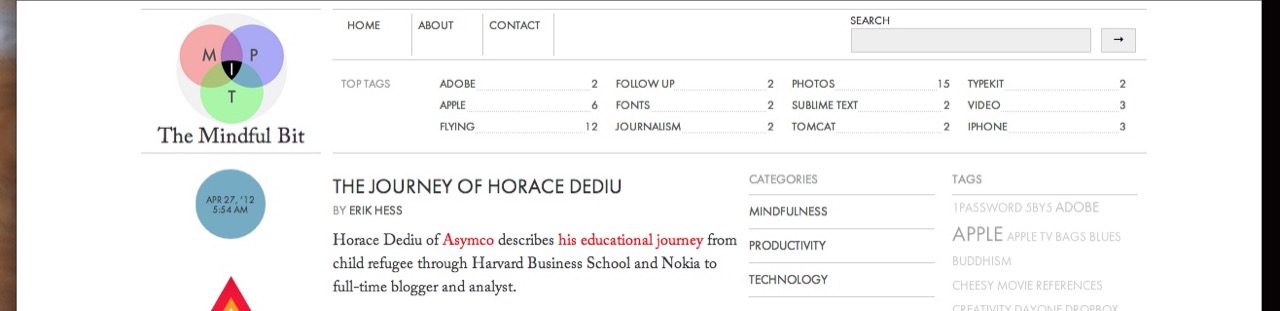 HOME
ABOUT
CONTACT
SEARCH
→
M P
I
T
The Mindful Bit
TOP TAGS
ADOBE 2
APPLE 6
FLYING 12
FOLLOW UP 2
FONTS 2
JOURNALISM 2
PHOTOS 15
SUBLIME TEXT 2
TOMCAT 2
TYPEKIT 2
VIDEO 3
IPHONE 3
APR 27, '12
5:54 AM
THE JOURNEY OF HORACE DEDIU
BY ERIK HESS
Horace Dediu of Asymco describes his educational journey from
child refugee through Harvard Business School and Nokia to
full-time blogger and analyst.
CATEGORIES
MINDFULNESS
PRODUCTIVITY
TECHNOLOGY
TAGS
1PASSWORD 5BY5 ADOBE
APPLE APPLE TV BAGS BLUES
BUDDHISM
CHEESY MOVIE REFERENCES
CREATIVITY DAYONE DROPBOX